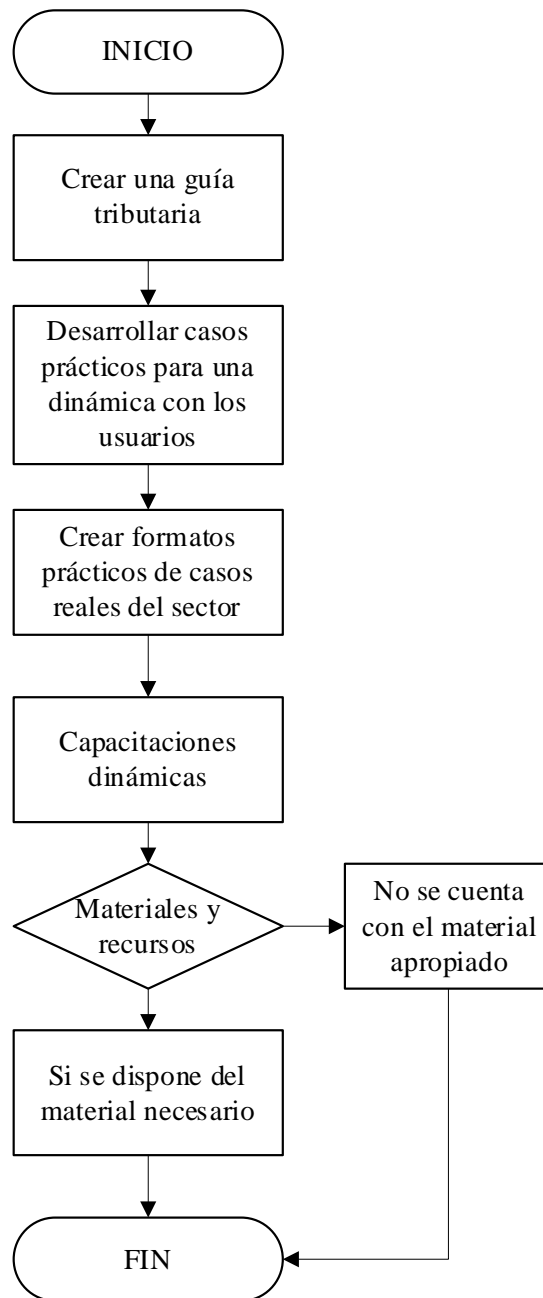 INICIO
Crear una guía
tributaria
Desarrollar casos
prácticos para una
dinámica con los
usuarios
Crear formatos
prácticos de casos
reales del sector
Capacitaciones
dinámicas
Materiales y
recursos
No se cuenta
con el material
apropiado
Si se dispone del
material necesario
FIN